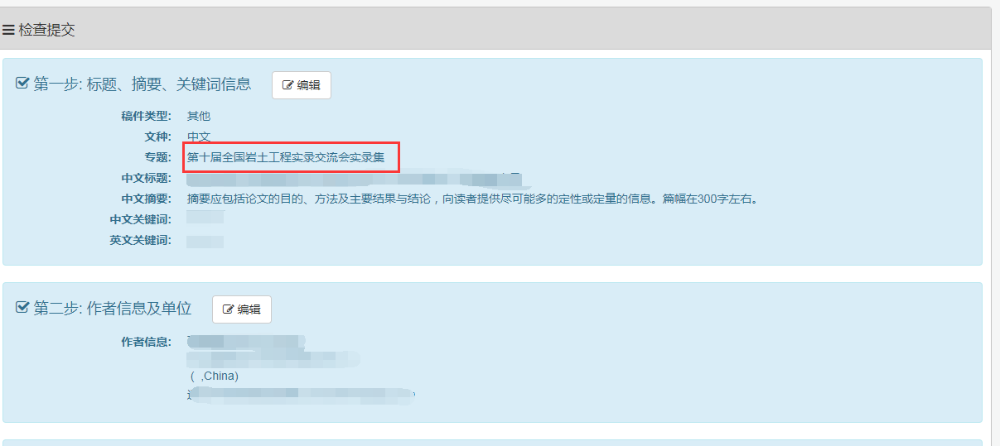 检查提交
第一步: 标题、摘要、关键词信息 编辑
稿件类型: 其他
文种: 中文
专题: 第十届全国岩土工程实录交流会实录集
中文标题:
中文摘要: 摘要应包括论文的目的、方法及主要结果与结论，向读者提供尽可能多的定性或定量的信息。篇幅在300字左右。
中文关键词:
英文关键词:
第二步: 作者信息及单位 编辑
作者信息:
( ,China)